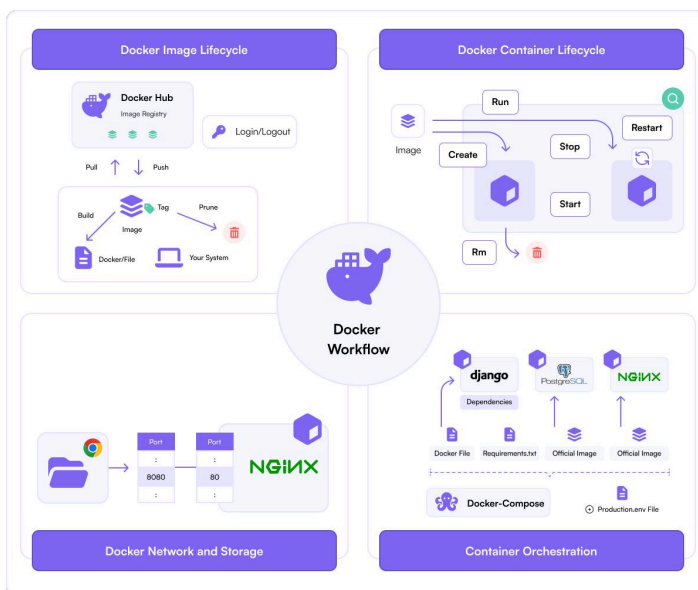 Docker Image Lifecycle
Docker Hub
Image Registry
Login/Logout
Pull
Push
Build
Tag
Prune
Image
Docker/File
Your System
Docker Container Lifecycle
Image
Run
Create
Stop
Restart
Start
Rm
Docker
Workflow
Port
Port
:
:
8080
80
:
:
NGINX
Docker Network and Storage
django
PostgreSQL
NGINX
Dependencies
Docker File
Requirements.txt
Official Image
Official Image
Docker-Compose
Production.env File
Container Orchestration